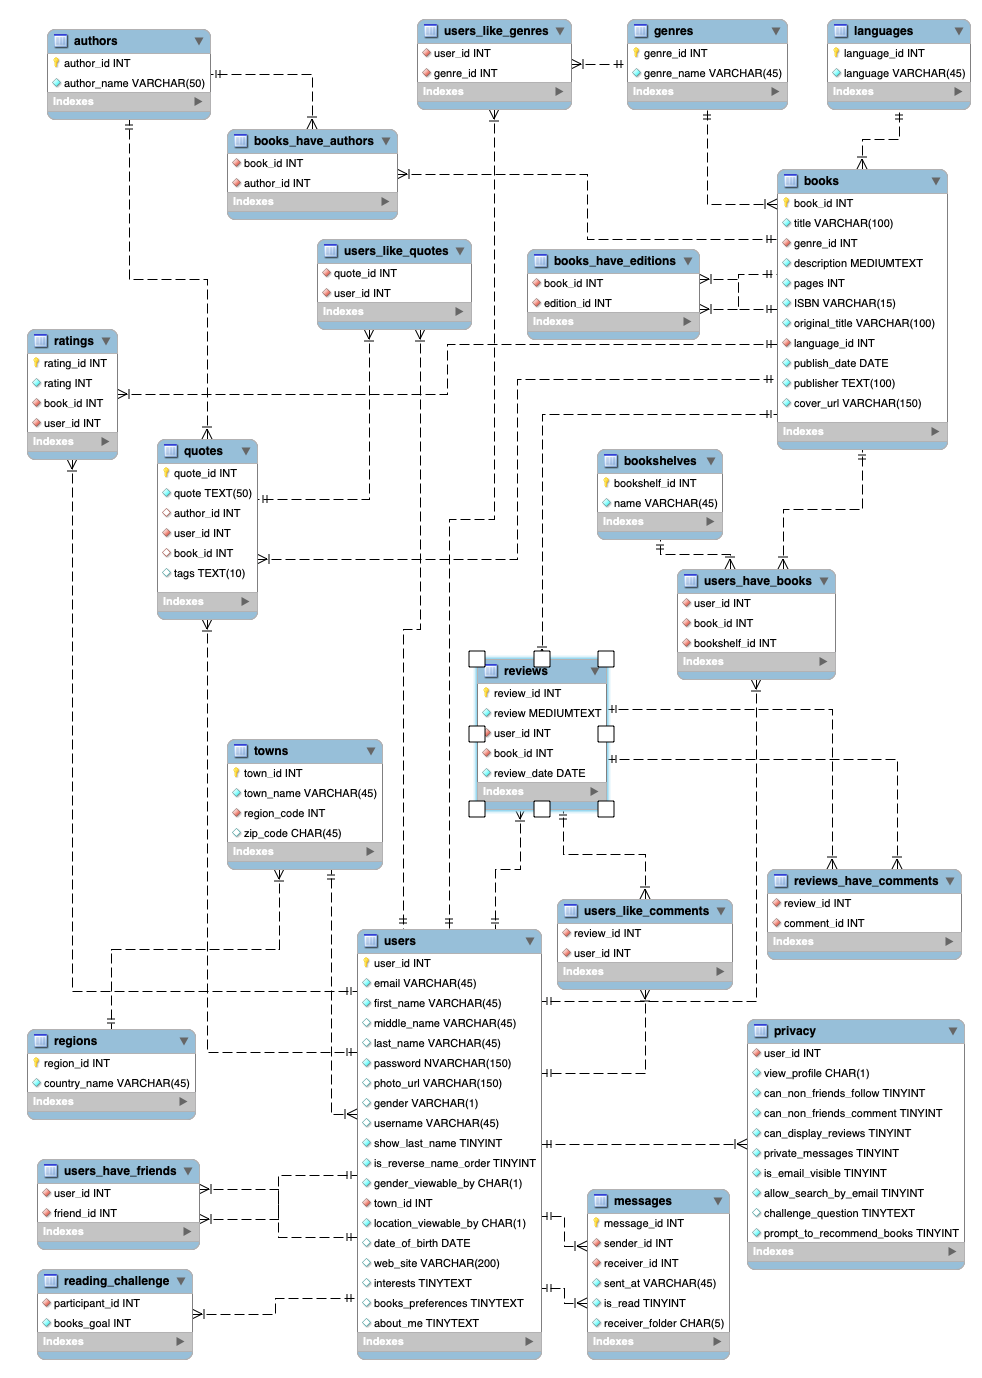 authors
author_id INT
author_name VARCHAR(50)
Indexes
users_like_genres
user_id INT
genre_id INT
Indexes
genres
genre_id INT
genre_name VARCHAR(45)
Indexes
languages
language_id INT
language VARCHAR(45)
Indexes
books_have_authors
book_id INT
author_id INT
Indexes
books
book_id INT
title VARCHAR(100)
genre_id INT
description MEDIUMTEXT
pages INT
ISBN VARCHAR(15)
original_title VARCHAR(100)
language_id INT
publish_date DATE
publisher TEXT(100)
cover_url VARCHAR(150)
Indexes
users_like_quotes
quote_id INT
user_id INT
Indexes
books_have_editions
book_id INT
edition_id INT
Indexes
ratings
rating_id INT
rating INT
book_id INT
user_id INT
Indexes
quotes
quote_id INT
quote TEXT(50)
author_id INT
user_id INT
book_id INT
tags TEXT(10)
Indexes
bookshelves
bookshelf_id INT
name VARCHAR(45)
Indexes
users_have_books
user_id INT
book_id INT
bookshelf_id INT
Indexes
reviews
review_id INT
review MEDIUMTEXT
user_id INT
book_id INT
review_date DATE
Indexes
towns
town_id INT
town_name VARCHAR(45)
region_code INT
zip_code CHAR(45)
Indexes
reviews_have_comments
review_id INT
comment_id INT
Indexes
users_like_comments
review_id INT
user_id INT
Indexes
users
user_id INT
email VARCHAR(45)
first_name VARCHAR(45)
middle_name VARCHAR(45)
last_name VARCHAR(45)
password NVARCHAR(150)
photo_url VARCHAR(150)
gender VARCHAR(1)
username VARCHAR(45)
show_last_name TINYINT
is_reverse_name_order TINYINT
gender_viewable_by CHAR(1)
town_id INT
location_viewable_by CHAR(1)
date_of_birth DATE
web_site VARCHAR(200)
interests TINYTEXT
books_preferences TINYTEXT
about_me TINYTEXT
Indexes
regions
region_id INT
country_name VARCHAR(45)
Indexes
privacy
user_id INT
view_profile CHAR(1)
can_non_friends_follow TINYINT
can_non_friends_comment TINYINT
can_display_reviews TINYINT
private_messages TINYINT
is_email_visible TINYINT
allow_search_by_email TINYINT
challenge_question TINYTEXT
prompt_to_recommend_books TINYINT
Indexes
users_have_friends
user_id INT
friend_id INT
Indexes
messages
message_id INT
sender_id INT
receiver_id INT
sent_at VARCHAR(45)
is_read TINYINT
receiver_folder CHAR(5)
Indexes
reading_challenge
participant_id INT
books_goal INT
Indexes